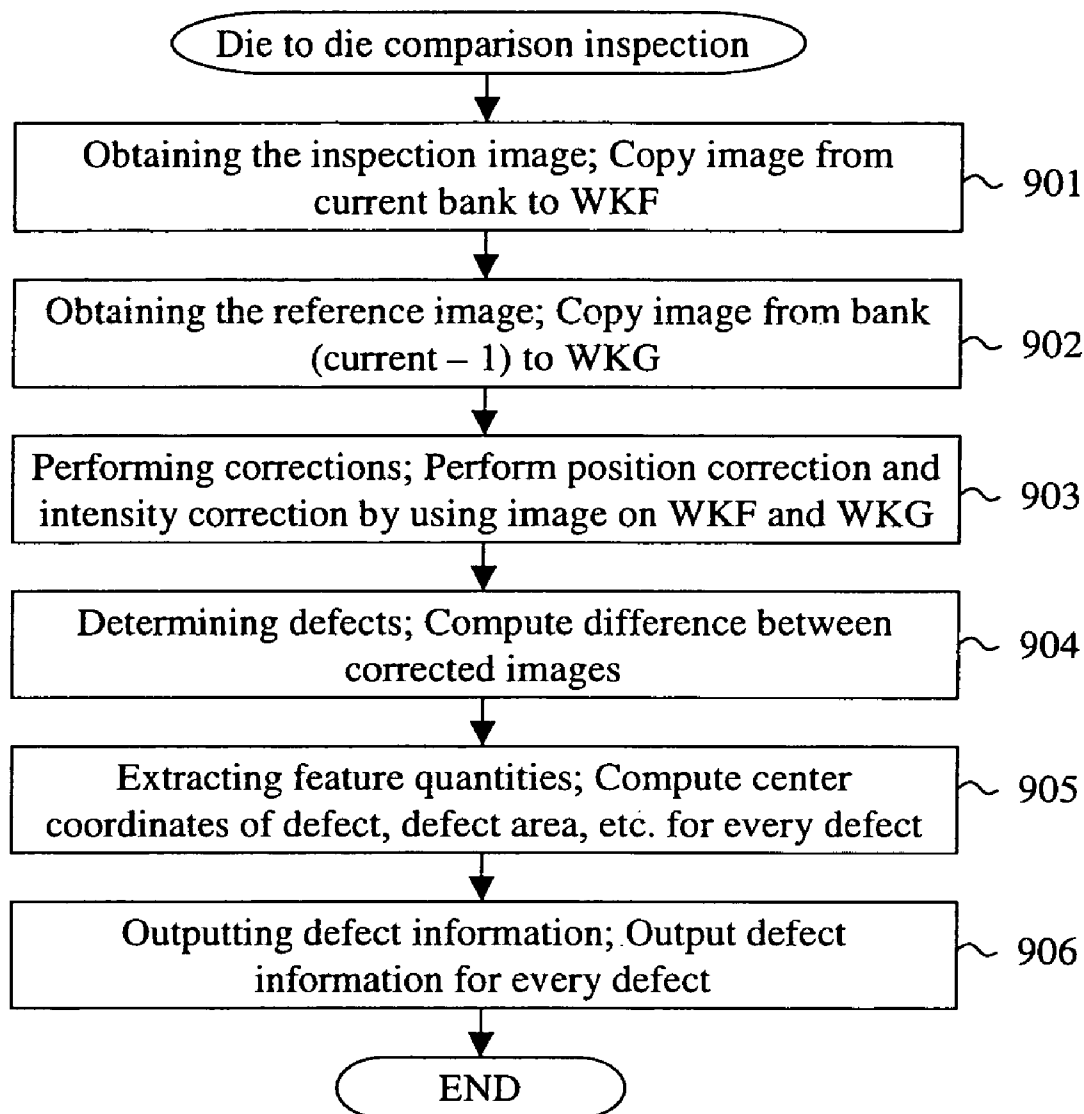 Die to die comparison inspection
Obtaining the inspection image; Copy image from
current bank to WKF
901
Obtaining the reference image; Copy image from bank
(current – 1) to WKG
902
Performing corrections; Perform position correction and
intensity correction by using image on WKF and WKG
903
Determining defects; Compute difference between
corrected images
904
Extracting feature quantities; Compute center
coordinates of defect, defect area, etc. for every defect
905
Outputting defect information; Output defect
information for every defect
906
END